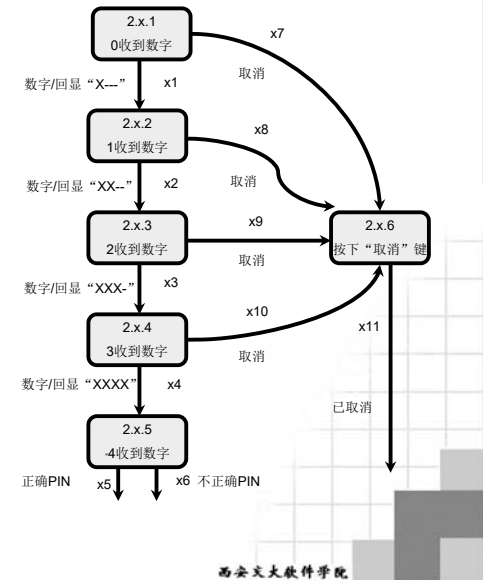 2.x.1
0收到数字
x7
取消
数字/回显“X---”
x1
2.x.2
1收到数字
x8
取消
数字/回显“XX--”
x2
2.x.3
2收到数字
x9
取消
2.x.6
按下“取消”键
数字/回显“XXX-”
x3
2.x.4
3收到数字
x10
取消
x11
数字/回显“XXXX”
x4
已取消
2.x.5
4收到数字
正确PIN
x5
x6
不正确PIN
西安交大软件学院